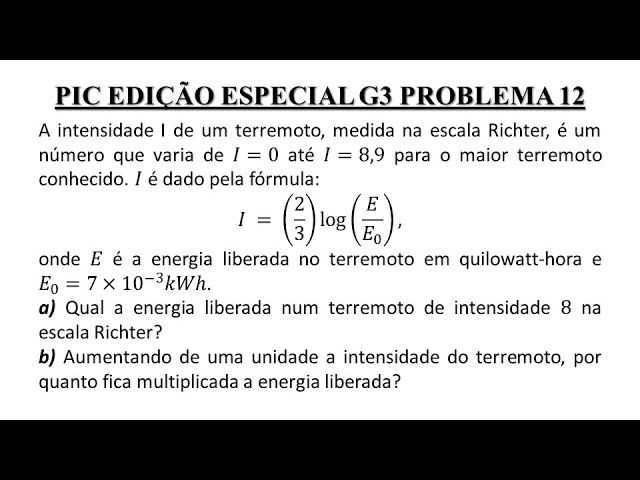 PIC EDIÇÃO ESPECIAL G3 PROBLEMA 12
A intensidade I de um terremoto, medida na escala Richter, é um
número que varia de I = 0 até I = 8,9 para o maior terremoto
conhecido. I é dado pela fórmula:
I = (2/3) log (E/E₀),
onde E é a energia liberada no terremoto em quilowatt-hora e
E₀ = 7 × 10⁻³kWh.
a) Qual a energia liberada num terremoto de intensidade 8 na
escala Richter?
b) Aumentando de uma unidade a intensidade do terremoto, por
quanto fica multiplicada a energia liberada?